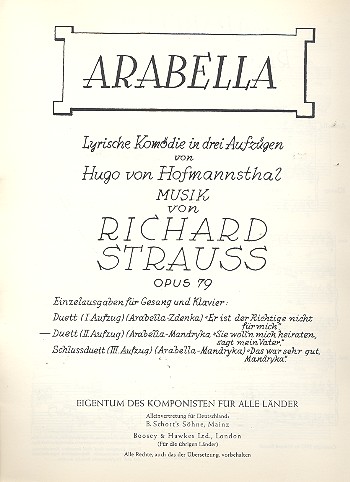 ARABELLA
Lyrische Komödie in drei Aufzügen
von
Hugo von Hofmannsthal
MUSIK
von
RICHARD
STRAUSS
OPUS 79
Einzelausgaben für Gesang und Klavier:
Duett (I Aufzug) (Arabella-Zdenka) «Er ist der Richtige nicht
für mich"
— Duett (II. Aufzug) (Arabella-Mandryka «Sie woll'n mich heiraten,
sagt mein Vater."
Schlussduett (III. Aufzug) (Arabella-Mandryka) «Das war sehr gut,
Mandryka."
EIGENTUM DES KOMPONISTEN FÜR ALLE LÄNDER
Alleinvertretung für Deutschland:
B. Schott's Söhne, Mainz
Boosey & Hawkes Ltd., London
(Für die übrigen Länder)
Alle Rechte, auch das der Übersetzung, vorbehalten